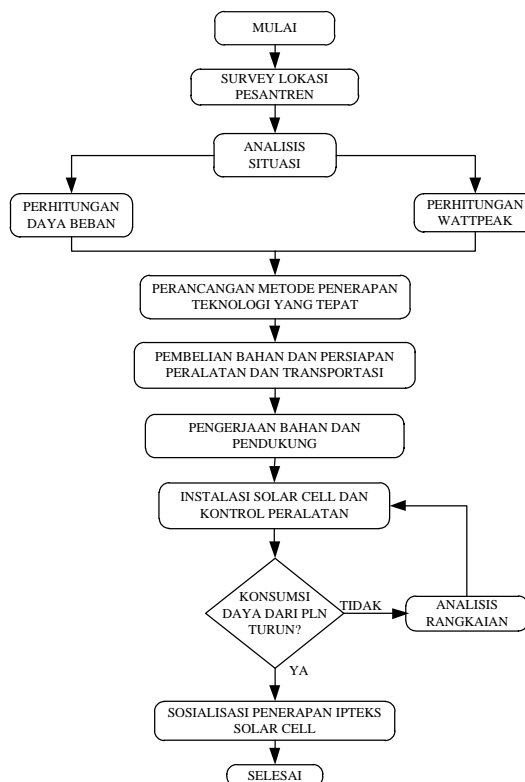 MULAI
SURVEY LOKASI
PESANTREN
ANALISIS
SITUASI
PERHITUNGAN
DAYA BEBAN
PERHITUNGAN
WATTPEAK
PERANCANGAN METODE PENERAPAN
TEKNOLOGI YANG TEPAT
PEMBELIAN BAHAN DAN PERSIAPAN
PERALATAN DAN TRANSPORTASI
PENGERJAAN BAHAN DAN
PENDUKUNG
INSTALASI SOLAR CELL DAN
KONTROL PERALATAN
KONSUMSI
DAYA DARI PLN
TURUN?
TIDAK
ANALISIS
RANGKAIAN
YA
SOSIALISASI PENERAPAN IPTEKS
SOLAR CELL
SELESAI